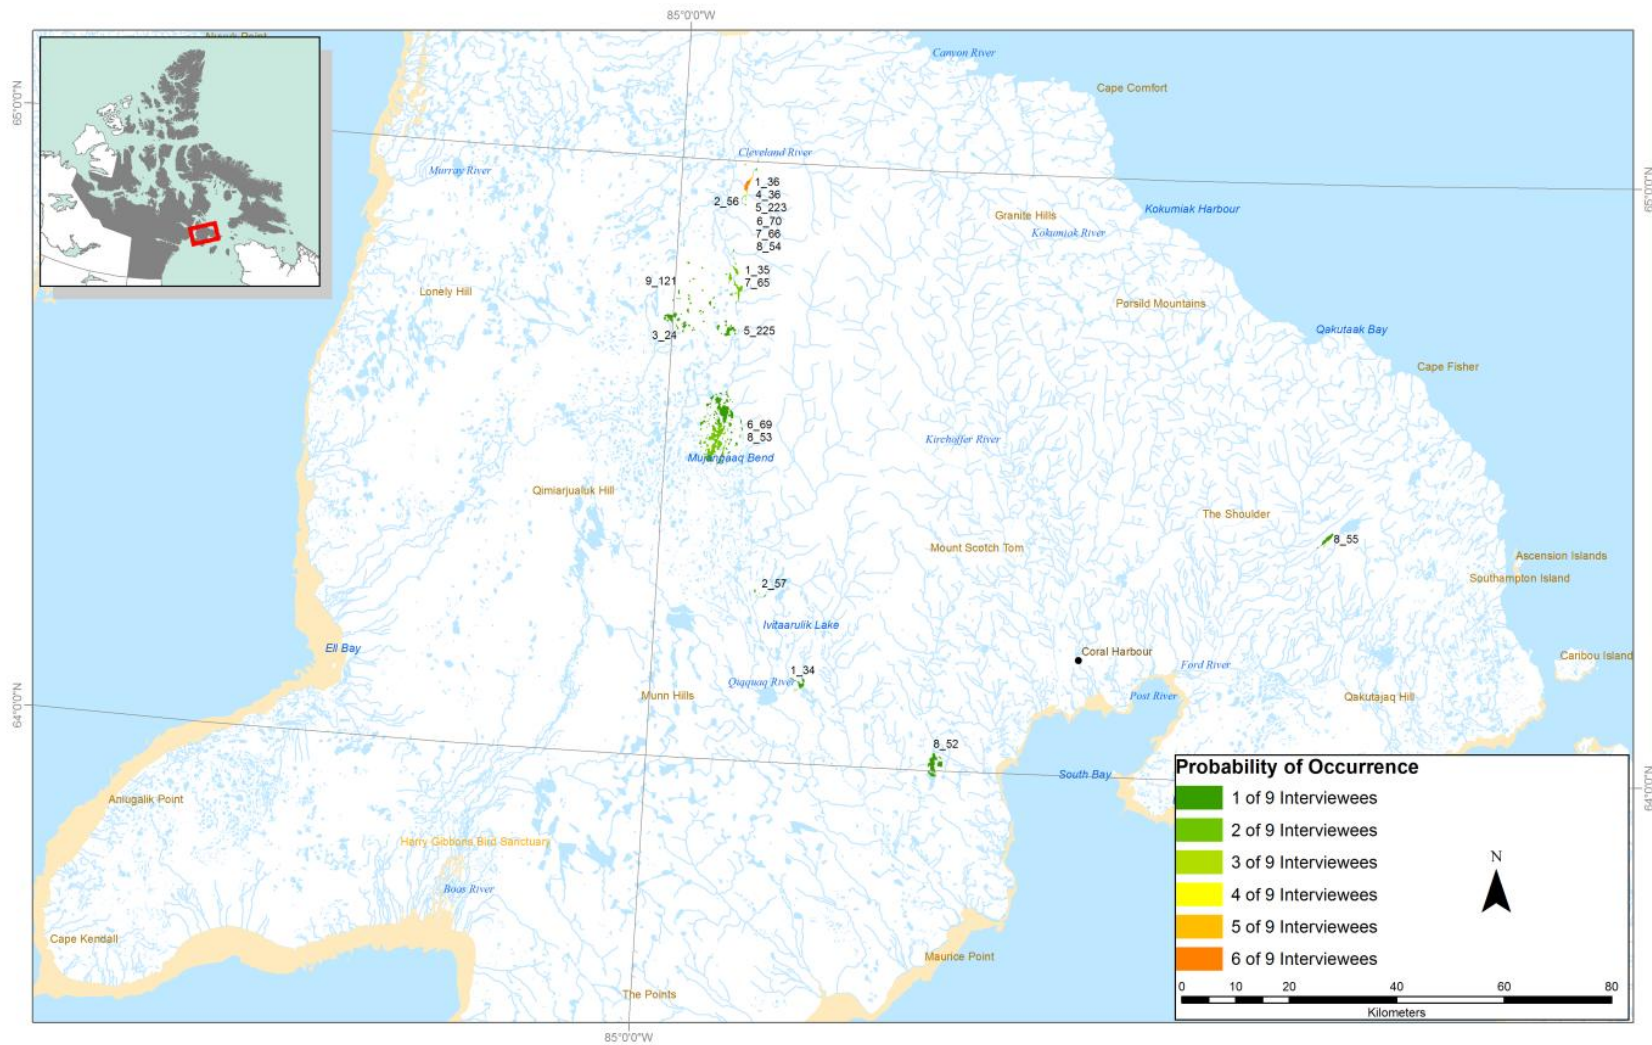 85°0'0"W
Canyon River
Cape Comfort
65°0'0"N
Cleveland River
Murray River
1_36
4_36
2_56
5_223
6_70
7_66
8_54
65°0'0"N
Kokumiak Harbour
Granite Hills
Kokumiak River
1_35
7_65
9_121
Lonely Hill
Porsild Mountains
3_24
5_225
Qakutaak Bay
Cape Fisher
6_69
8_53
Kirchoffer River
Bend
Qimiarjualuk Hill
The Shoulder
8_55
Mount Scotch Tom
Ascension Islands
Southampton Island
2_57
Ivitaarulik Lake
Ell Bay
Coral Harbour
Caribou Island
Ford River
1_34
Qiqquaq River
Munn Hills
Post River
Qakutajaq Hill
64°0'0"N
8_52
South Bay
64°0'0"N
Aniugalik Point
Harry Gibbons Bird Sanctuary
Boas River
Cape Kendall
Maurice Point
The Points
85°0'0"W
Probability of Occurrence
1 of 9 Interviewees
2 of 9 Interviewees
3 of 9 Interviewees
4 of 9 Interviewees
5 of 9 Interviewees
6 of 9 Interviewees
N
0 10 20 40 60 80
Kilometers